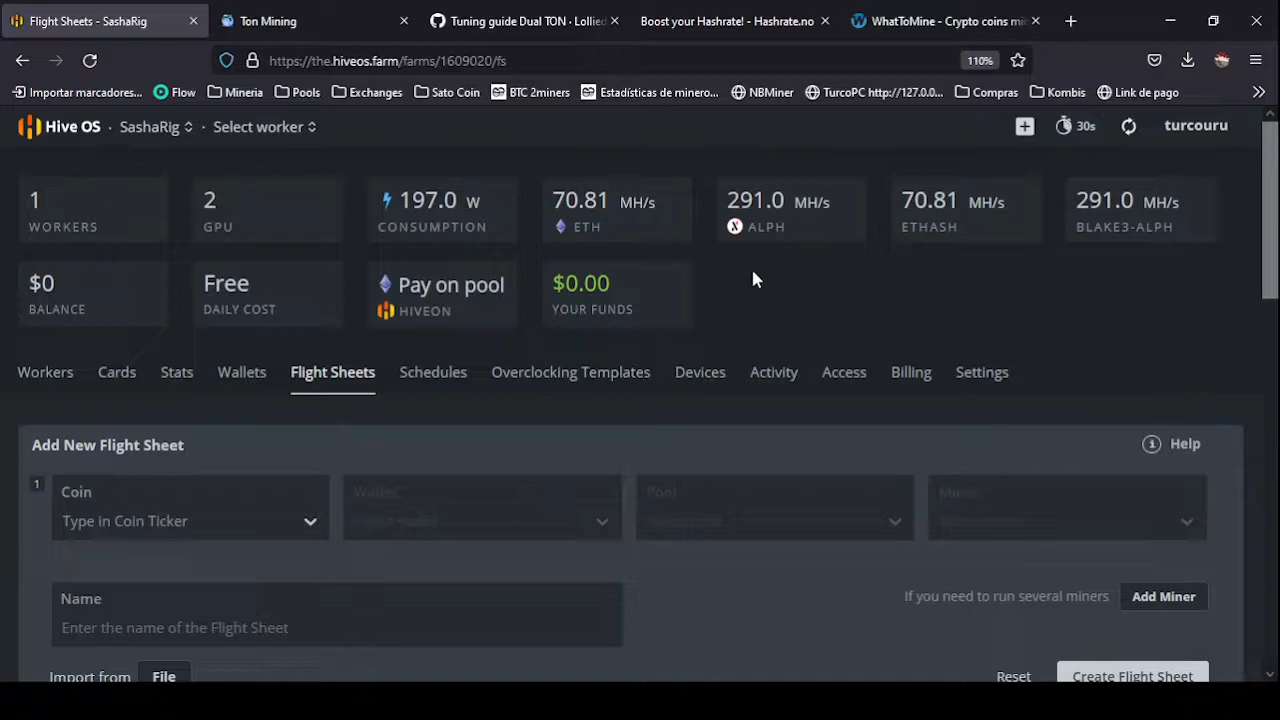 Flight Sheets - SashaRig
Ton Mining
Tuning guide Dual TON · Lollied
Boost your Hashrate! - Hashrate.no
WhatToMine - Crypto coins mi
https://the.hiveos.farm/farms/1609020/fs
110%
Importar marcadores...
Flow
Mineria
Pools
Exchanges
Sato Coin
BTC 2miners
Estadísticas de minero...
NBMiner
TurcoPC http://127.0.0...
Compras
Kombis
Link de pago
Hive OS · SashaRig · Select worker
30s
turcouru
1
WORKERS
2
GPU
197.0 W
CONSUMPTION
70.81 MH/s
ETH
291.0 MH/s
ALPH
70.81 MH/s
ETHASH
291.0 MH/s
BLAKE3-ALPH
$0
BALANCE
Free
DAILY COST
Pay on pool
HIVEON
$0.00
YOUR FUNDS
Workers
Cards
Stats
Wallets
Flight Sheets
Schedules
Overclocking Templates
Devices
Activity
Access
Billing
Settings
Add New Flight Sheet
Help
1
Coin
Type in Coin Ticker
Wallet
Pool
Miner
Name
Enter the name of the Flight Sheet
If you need to run several miners
Add Miner
Import from
File
Reset
Create Flight Sheet